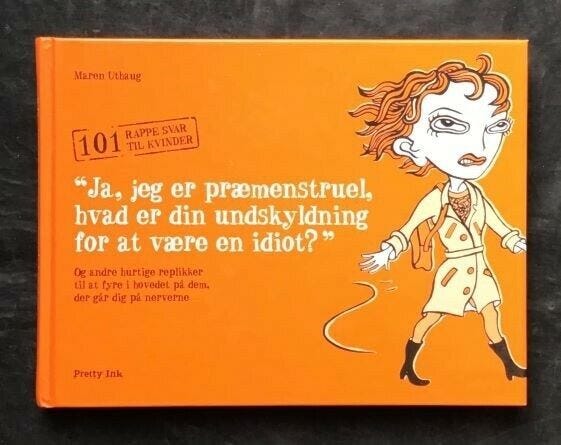 Maren Uthaug
101 RAPPE SVAR
TIL KVINDER
“Ja, jeg er præmenstruel,
hvad er din undskyldning
for at være en idiot?”
Og andre hurtige replikker
til at fyre i hovedet på dem,
der går dig på nerverne
Pretty Ink